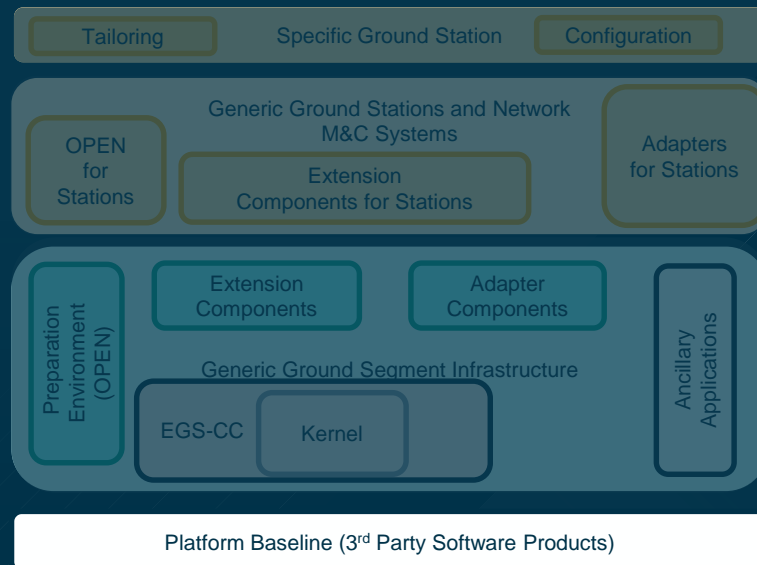 Tailoring
Specific Ground Station
Configuration
Generic Ground Stations and Network
M&C Systems
OPEN
for
Stations
Extension
Components for Stations
Adapters
for Stations
Preparation
Environment
(OPEN)
Extension
Components
Adapter
Components
Ancillary
Applications
Generic Ground Segment Infrastructure
EGS-CC
Kernel
Platform Baseline (3rd Party Software Products)